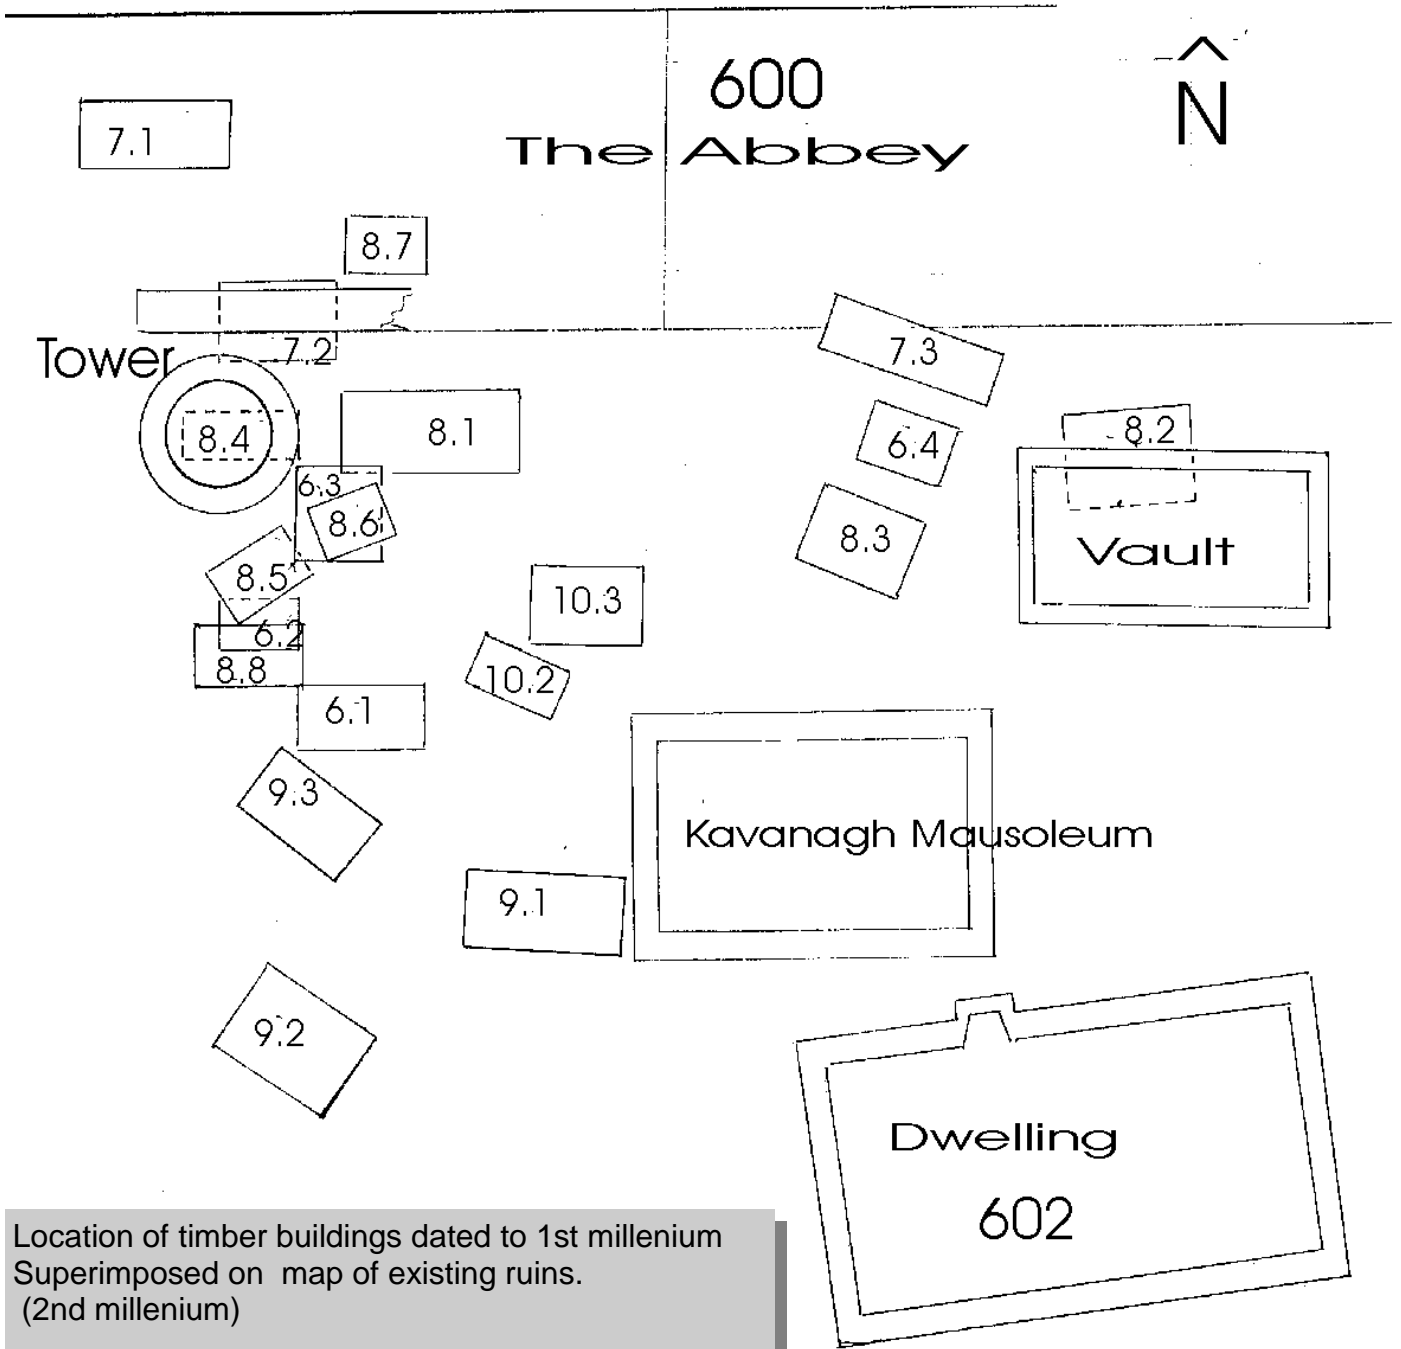 600
N
The Abbey
7.1
8.7
Tower
7.2
7.3
8.4
8.1
6.4
8.2
6.3
8.6
8.3
Vault
8.5
10.3
6.2
8.8
10.2
6.1
9.3
Kavanagh Mausoleum
9.1
9.2
Dwelling
602
Location of timber buildings dated to 1st millenium
Superimposed on map of existing ruins.
(2nd millenium)